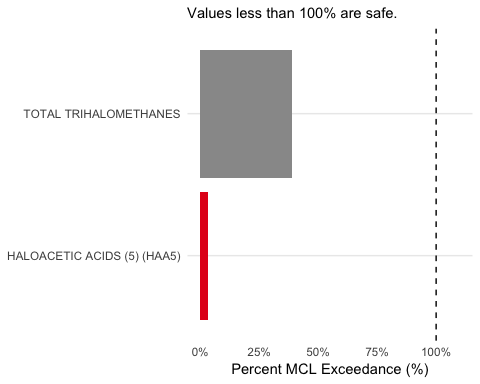 Values less than 100% are safe.
TOTAL TRIHALOMETHANES
HALOACETIC ACIDS (5) (HAA5)
0% 25% 50% 75% 100%
Percent MCL Exceedance (%)